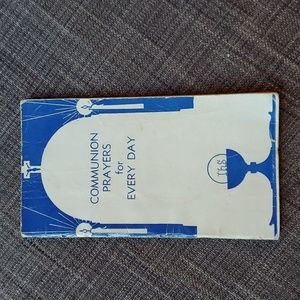 COMMUNION
PRAYERS
for
EVERY DAY
IHS